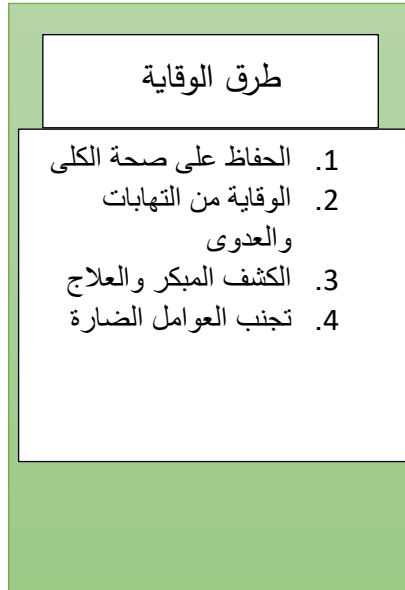 طرق الوقاية
1. الحفاظ على صحة الكلى
2. الوقاية من التهابات
والعدوى
3. الكشف المبكر والعلاج
4. تجنب العوامل الضارة